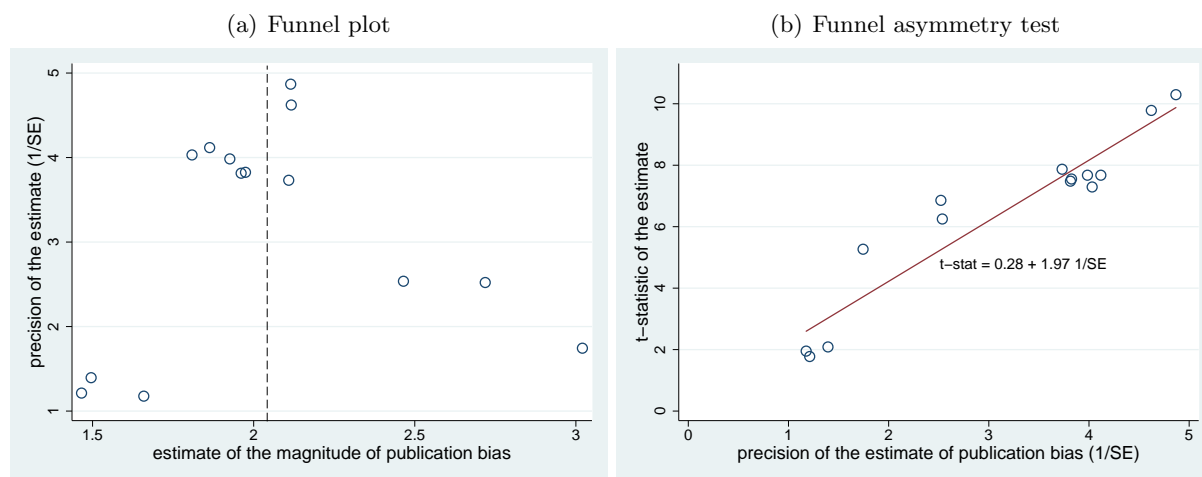 (a) Funnel plot
precision of the estimate (1/SE)
5
4
3
2
1
1.5 2 2.5 3
estimate of the magnitude of publication bias
(b) Funnel asymmetry test
t−statistic of the estimate
10
8
6
4
2
0
t−stat = 0.28 + 1.97 1/SE
0 1 2 3 4 5
precision of the estimate of publication bias (1/SE)